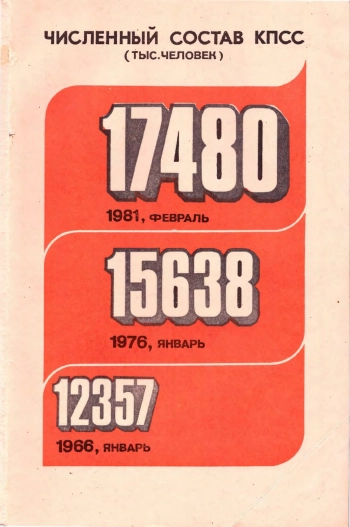 ЧИСЛЕННЫЙ СОСТАВ КПСС
(ТЫС.ЧЕЛОВЕК)
17480
1981, ФЕВРАЛЬ
15638
1976, ЯНВАРЬ
12357
1966, ЯНВАРЬ